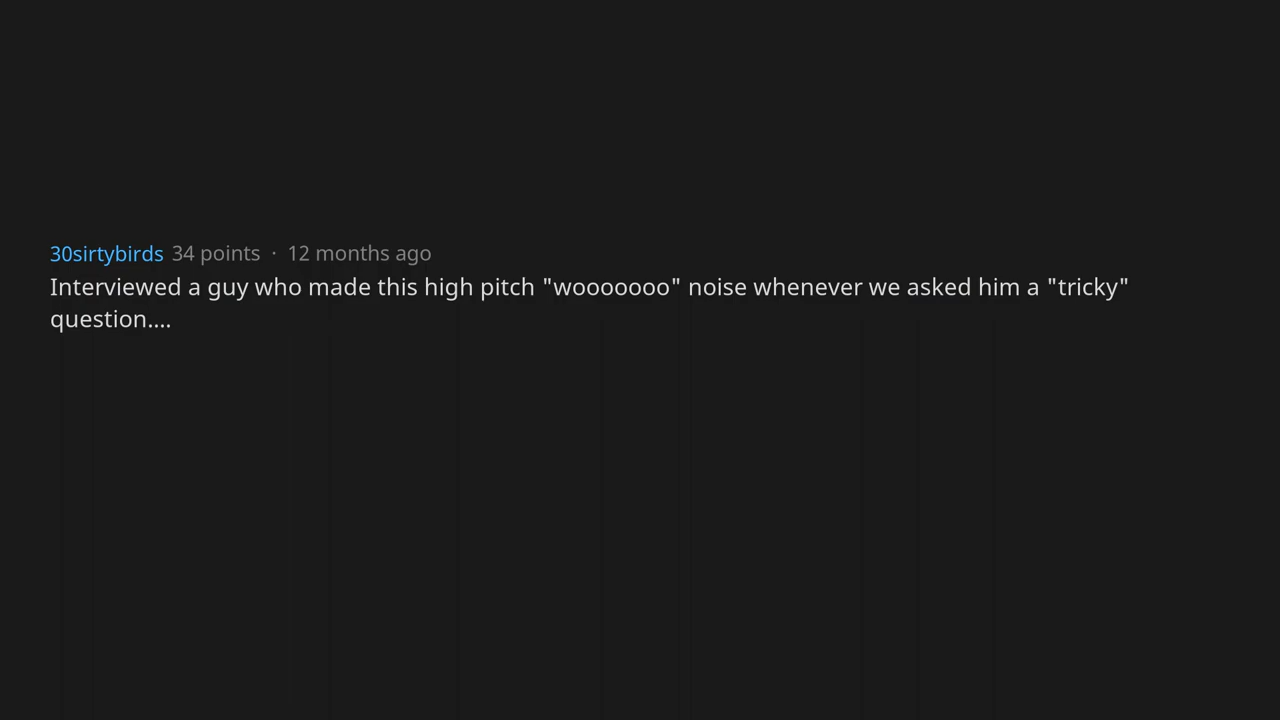 30sirtybirds 34 points · 12 months ago
Interviewed a guy who made this high pitch "wooooooo" noise whenever we asked him a "tricky"
question....